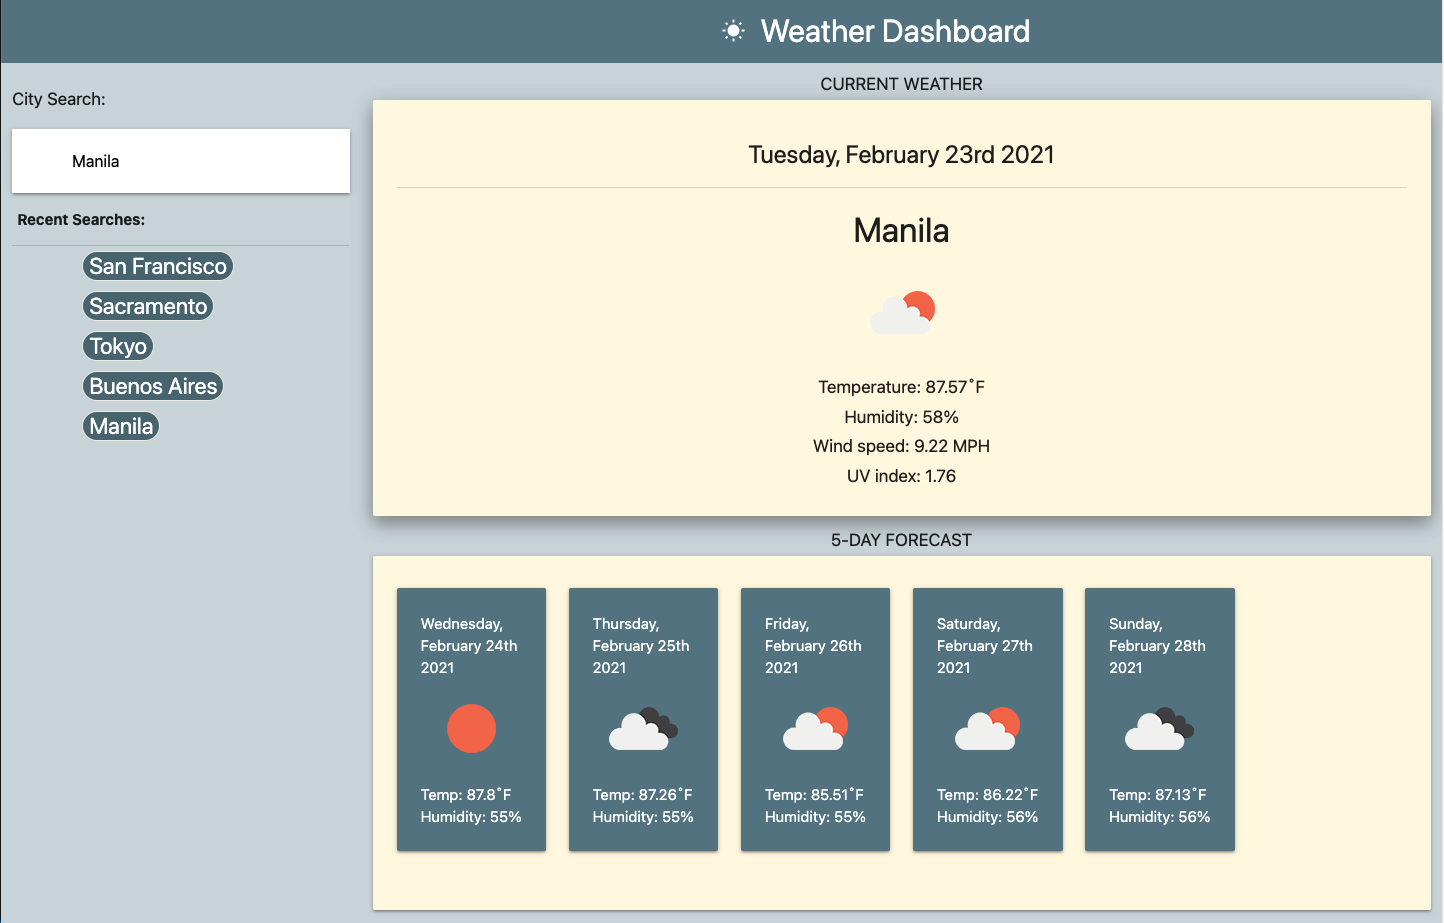 Weather Dashboard
City Search:
Manila
Recent Searches:
San Francisco
Sacramento
Tokyo
Buenos Aires
Manila
CURRENT WEATHER
Tuesday, February 23rd 2021
Manila
Temperature: 87.57˚F
Humidity: 58%
Wind speed: 9.22 MPH
UV index: 1.76
5-DAY FORECAST
Wednesday,
February 24th
2021
Temp: 87.8˚F
Humidity: 55%
Thursday,
February 25th
2021
Temp: 87.26˚F
Humidity: 55%
Friday,
February 26th
2021
Temp: 85.51˚F
Humidity: 55%
Saturday,
February 27th
2021
Temp: 86.22˚F
Humidity: 56%
Sunday,
February 28th
2021
Temp: 87.13˚F
Humidity: 56%